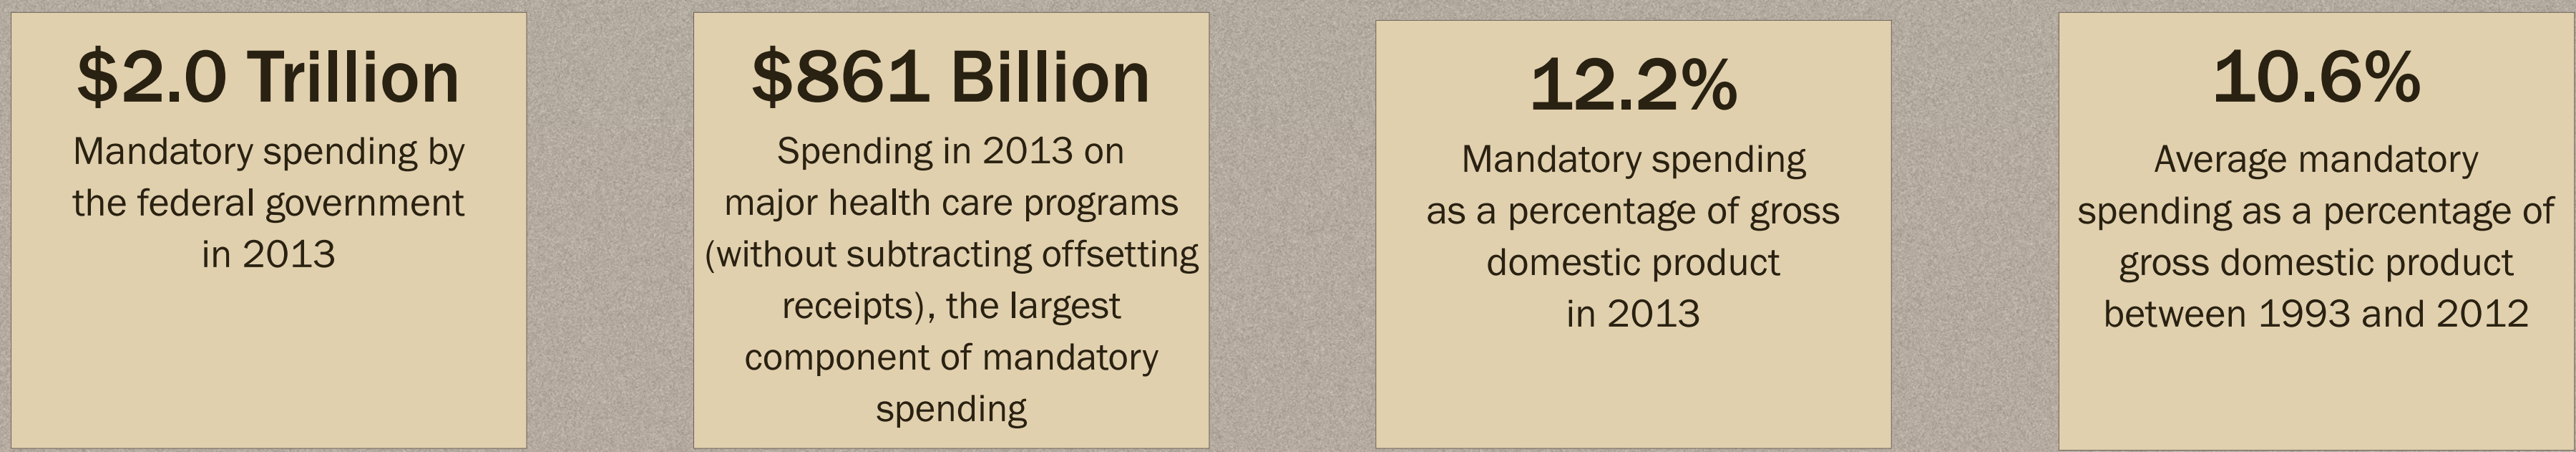 $2.0 Trillion
Mandatory spending by
the federal government
in 2013
$861 Billion
Spending in 2013 on
major health care programs
(without subtracting offsetting
receipts), the largest
component of mandatory
spending
12.2%
Mandatory spending
as a percentage of gross
domestic product
in 2013
10.6%
Average mandatory
spending as a percentage of
gross domestic product
between 1993 and 2012